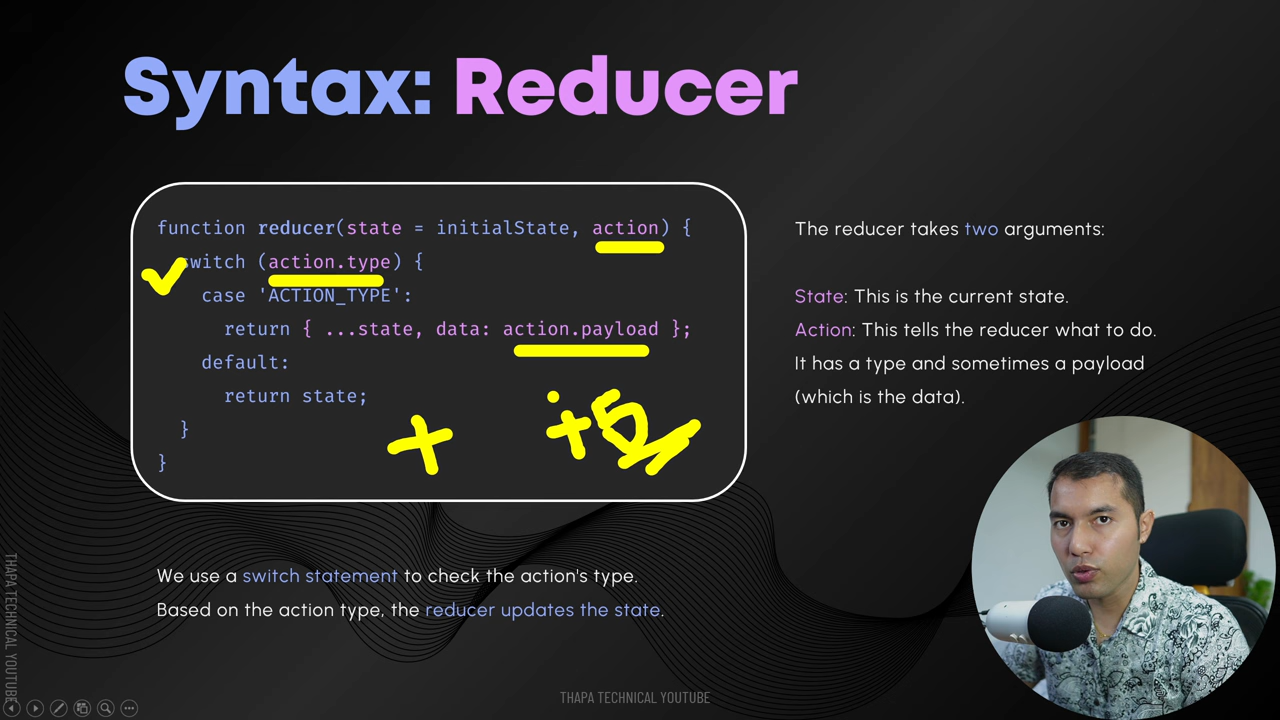 Syntax: Reducer
function reducer(state = initialState, action) {
switch (action.type) {
case 'ACTION_TYPE':
return { ...state, data: action.payload };
default:
return state;
}
}
+
+5
The reducer takes two arguments:
State: This is the current state.
Action: This tells the reducer what to do.
It has a type and sometimes a payload
(which is the data).
We use a switch statement to check the action's type.
Based on the action type, the reducer updates the state.
THAPA TECHNICAL YOUTUBE
THAPA TECHNICAL YOUTUBE